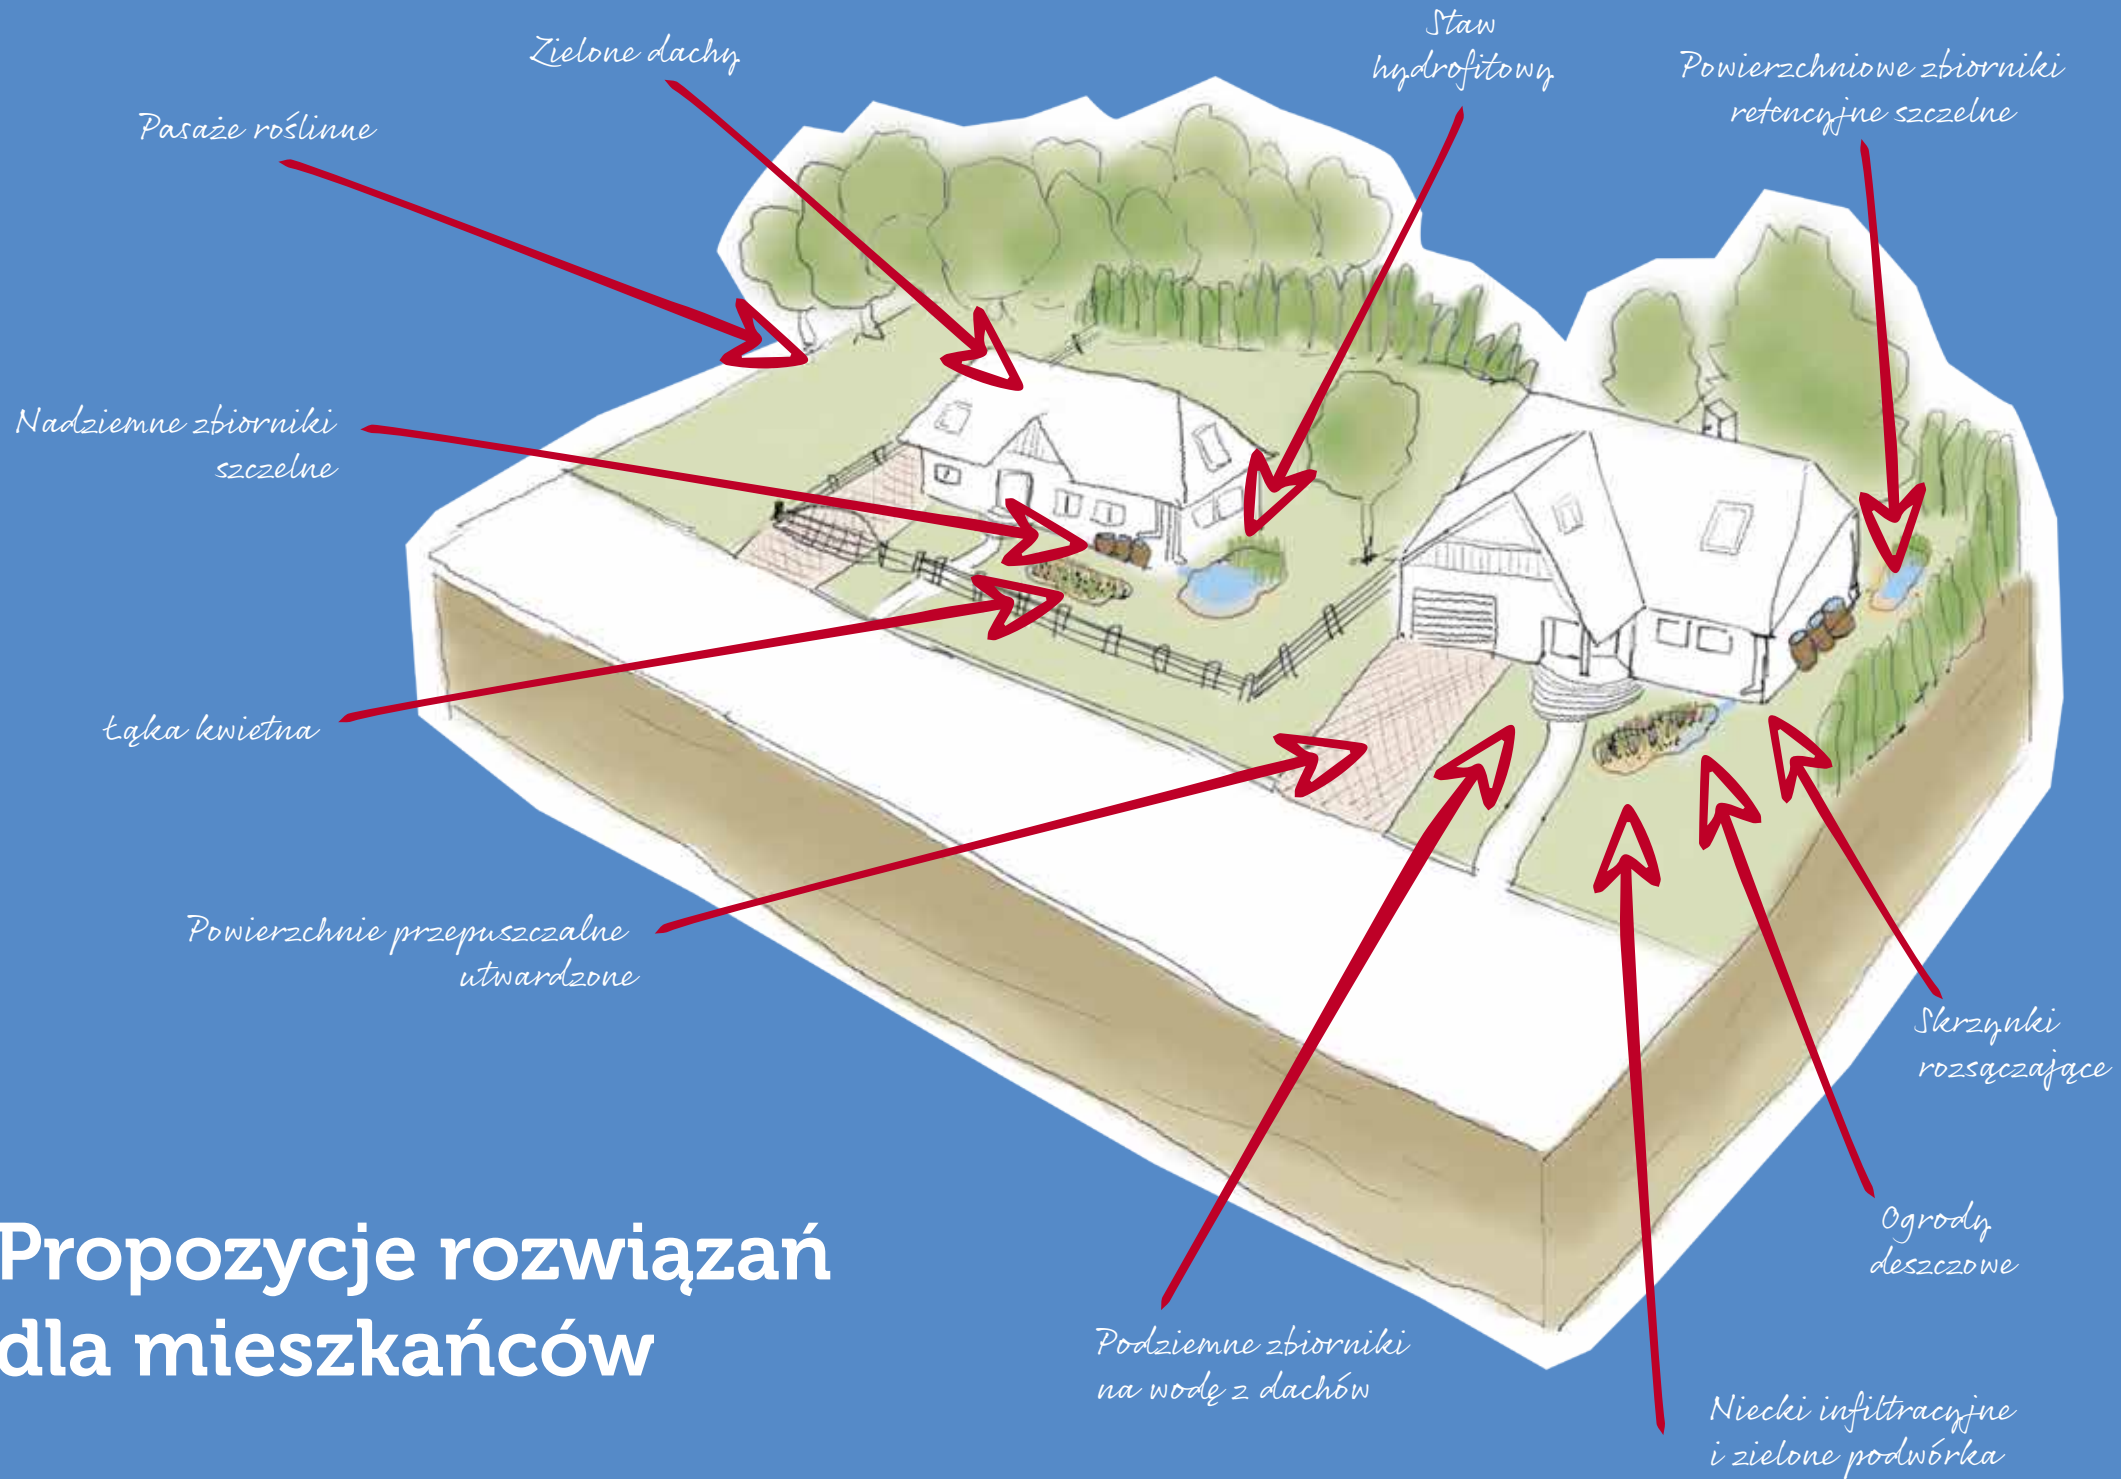 Staw
hydrofitowy
Zielone dachy
Powierzchniowe zbiorniki
retencyjne szczelne
Pasaże roślinne
Nadziemne zbiorniki
szczelne
Łąka kwietna
Powierzchnie przepuszczalne
utwardzone
Skrzynki
rozsączające
Ogrody
deszczowe
Podziemne zbiorniki
na wodę z dachów
Niecki infiltracyjne
i zielone podwórka
Propozycje rozwiązań
dla mieszkańców